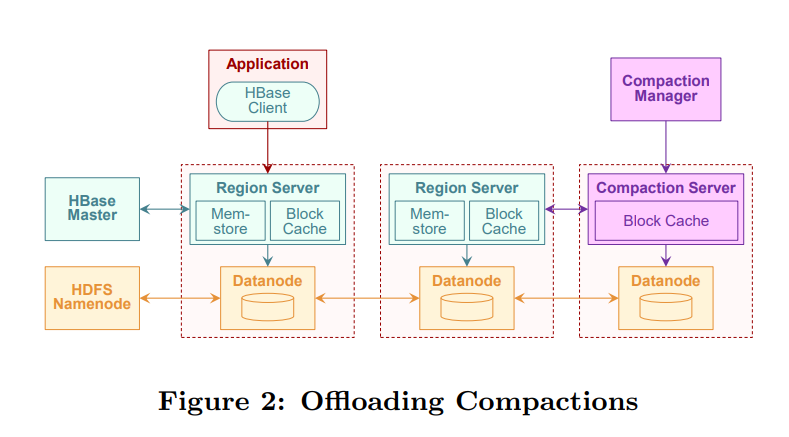 Application
HBase
Client
Compaction
Manager
HBase
Master
Region Server
Mem-
store
Block
Cache
Region Server
Mem-
store
Block
Cache
Compaction Server
Block Cache
HDFS
Namenode
Datanode
Datanode
Datanode
Figure 2: Offloading Compactions